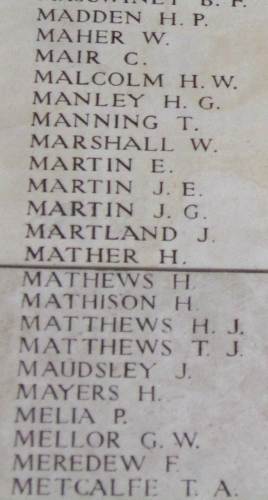 MADDEN H. P.
MAHER W.
MAIR C.
MALCOLM H. W.
MANLEY H. G.
MANNING T.
MARSHALL W.
MARTIN E.
MARTIN J. E.
MARTIN J. G.
MARTLAND J.
MATHER H.
MATHEWS H.
MATHISON H.
MATTHEWS H. J.
MATTHEWS T. J.
MAUDSLEY J.
MAYERS H.
MELIA P.
MELLOR G. W.
MEREDEW F.
METCALFE T. A.